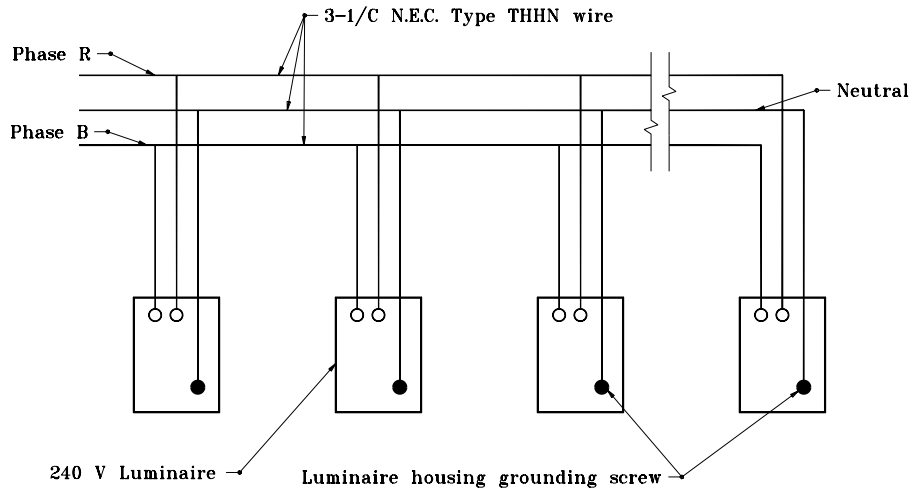 3-1/C N.E.C. Type THHN wire
Phase R
Neutral
Phase B
240 V Luminaire
Luminaire housing grounding screw